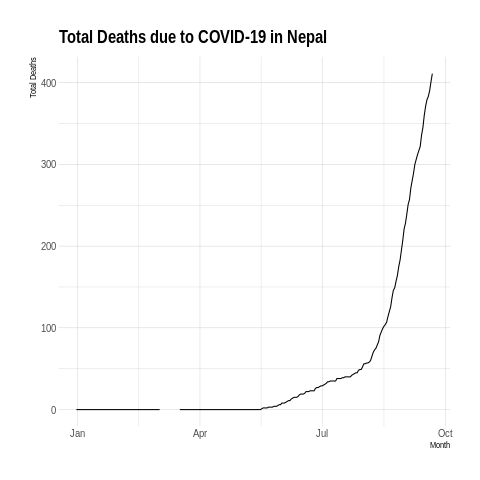 Total Deaths due to COVID-19 in Nepal
Total Deaths
400
300
200
100
0
Jan Apr Jul Oct
Month